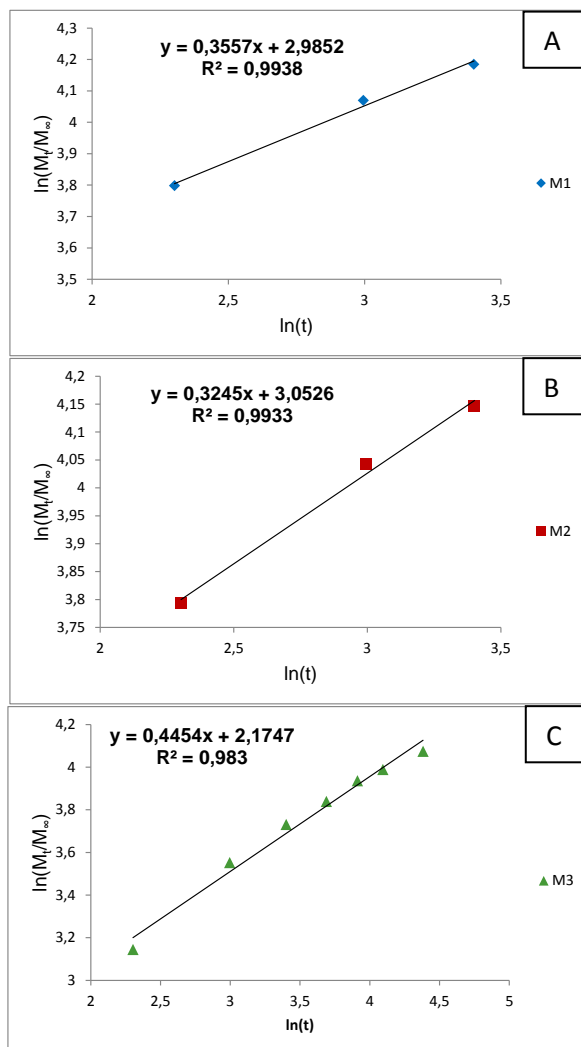 A
y = 0,3557x + 2,9852
R² = 0,9938
4,3
4,2
4,1
4
3,9
3,8
3,7
3,6
3,5
ln(Mt/M∞)
2
2,5
3
3,5
ln(t)
M1
B
y = 0,3245x + 3,0526
R² = 0,9933
4,2
4,15
4,1
4,05
4
3,95
3,9
3,85
3,8
3,75
ln(Mt/M∞)
2
2,5
3
3,5
ln(t)
M2
C
y = 0,4454x + 2,1747
R² = 0,983
4,2
4
3,8
3,6
3,4
3,2
3
ln(Mt/M∞)
2
2,5
3
3,5
4
4,5
5
ln(t)
M3